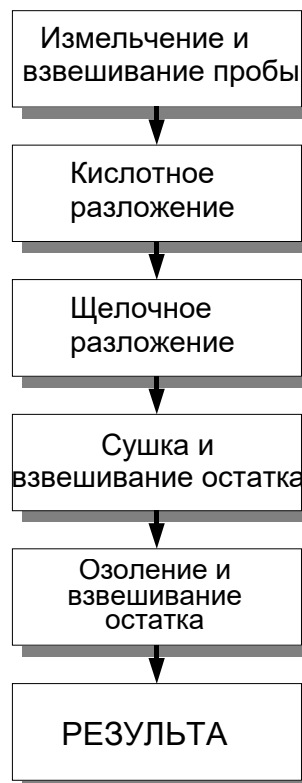 Измельчение и
взвешивание пробы
Кислотное
разложение
Щелочное
разложение
Сушка и
взвешивание остатка
Озоление и
взвешивание
остатка
РЕЗУЛЬТА